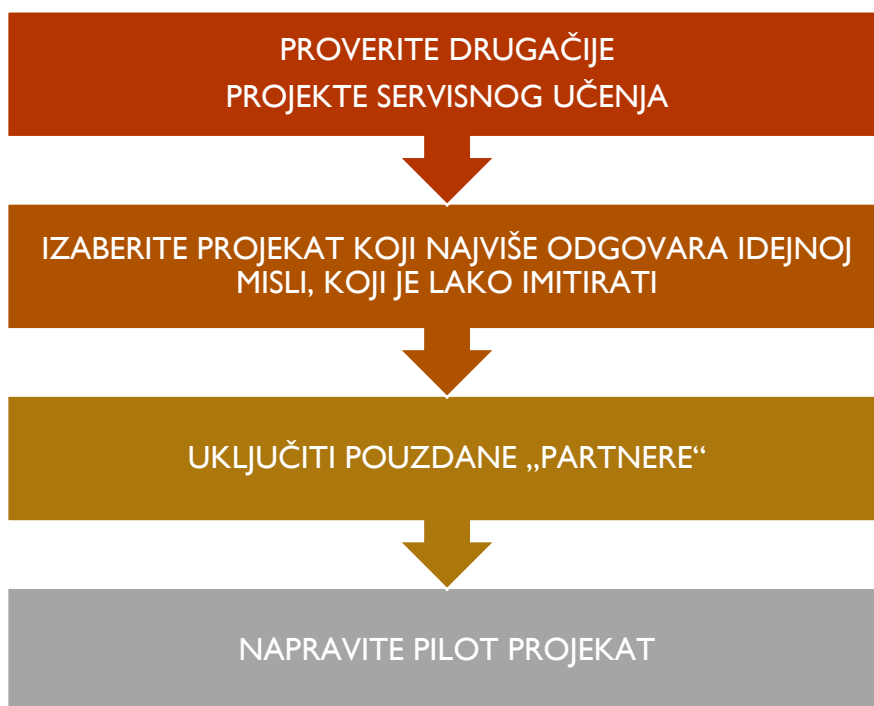 PROVERITE DRUGAČIJE
PROJEKTE SERVISNOG UČENJA
IZABERITE PROJEKAT KOJI NAJVIŠE ODGOVARA IDEJNOJ
MISLI, KOJI JE LAKO IMITIRATI
UKLJUČITI POUZDANE „PARTNERE“
NAPRAVITE PILOT PROJEKAT